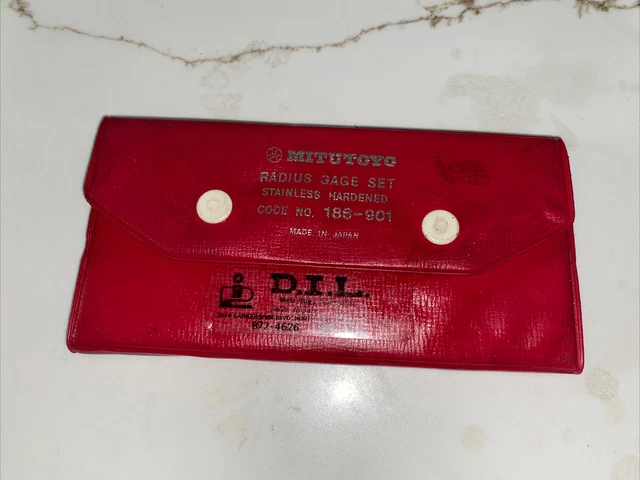 MITUTOYO
RADIUS GAGE SET
STAINLESS HARDENED
CODE NO. 186-901
MADE IN JAPAN
D.I.L.
877-4626